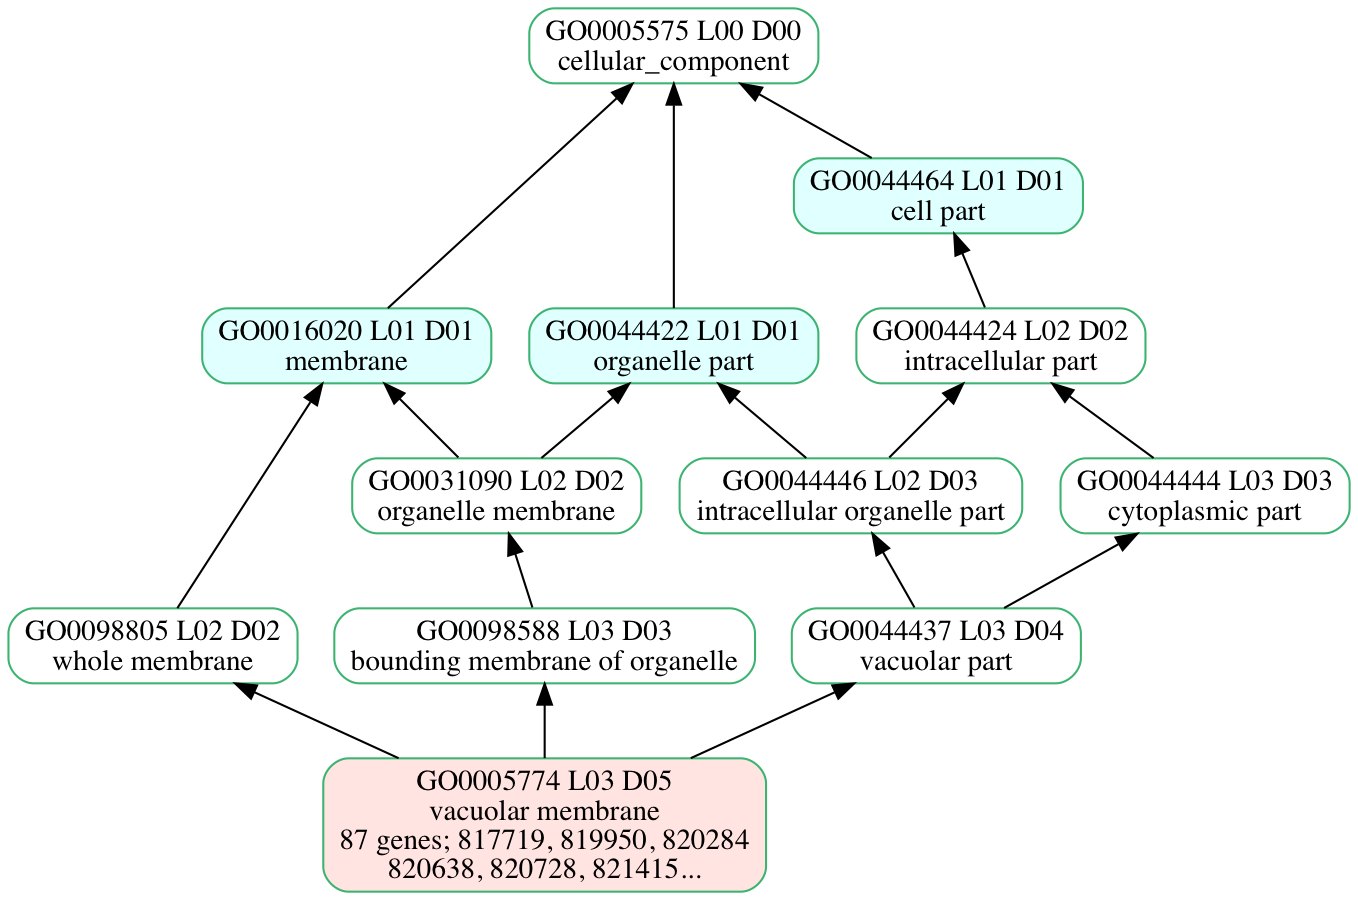 GO0005575 L00 D00
cellular_component
GO0044464 L01 D01
cell part
GO0016020 L01 D01
membrane
GO0044422 L01 D01
organelle part
GO0044424 L02 D02
intracellular part
GO0031090 L02 D02
organelle membrane
GO0044446 L02 D03
intracellular organelle part
GO0044444 L03 D03
cytoplasmic part
GO0098805 L02 D02
whole membrane
GO0098588 L03 D03
bounding membrane of organelle
GO0044437 L03 D04
vacuolar part
GO0005774 L03 D05
vacuolar membrane
87 genes; 817719, 819950, 820284
820638, 820728, 821415...